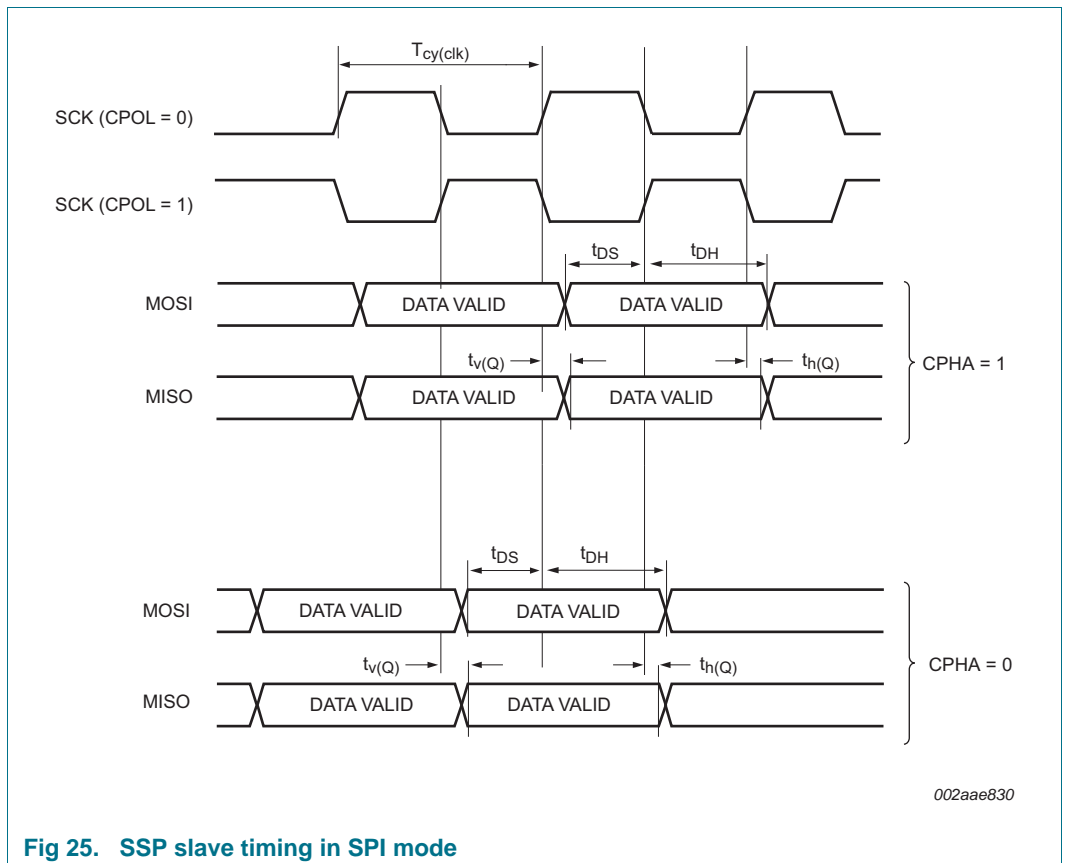 Tcy(clk)
SCK (CPOL = 0)
SCK (CPOL = 1)
tDS tDH
MOSI DATA VALID DATA VALID
tv(Q) th(Q)
CPHA = 1
MISO DATA VALID DATA VALID
tDS tDH
MOSI DATA VALID DATA VALID
tv(Q) th(Q)
CPHA = 0
MISO DATA VALID DATA VALID
002aae830
Fig 25. SSP slave timing in SPI mode